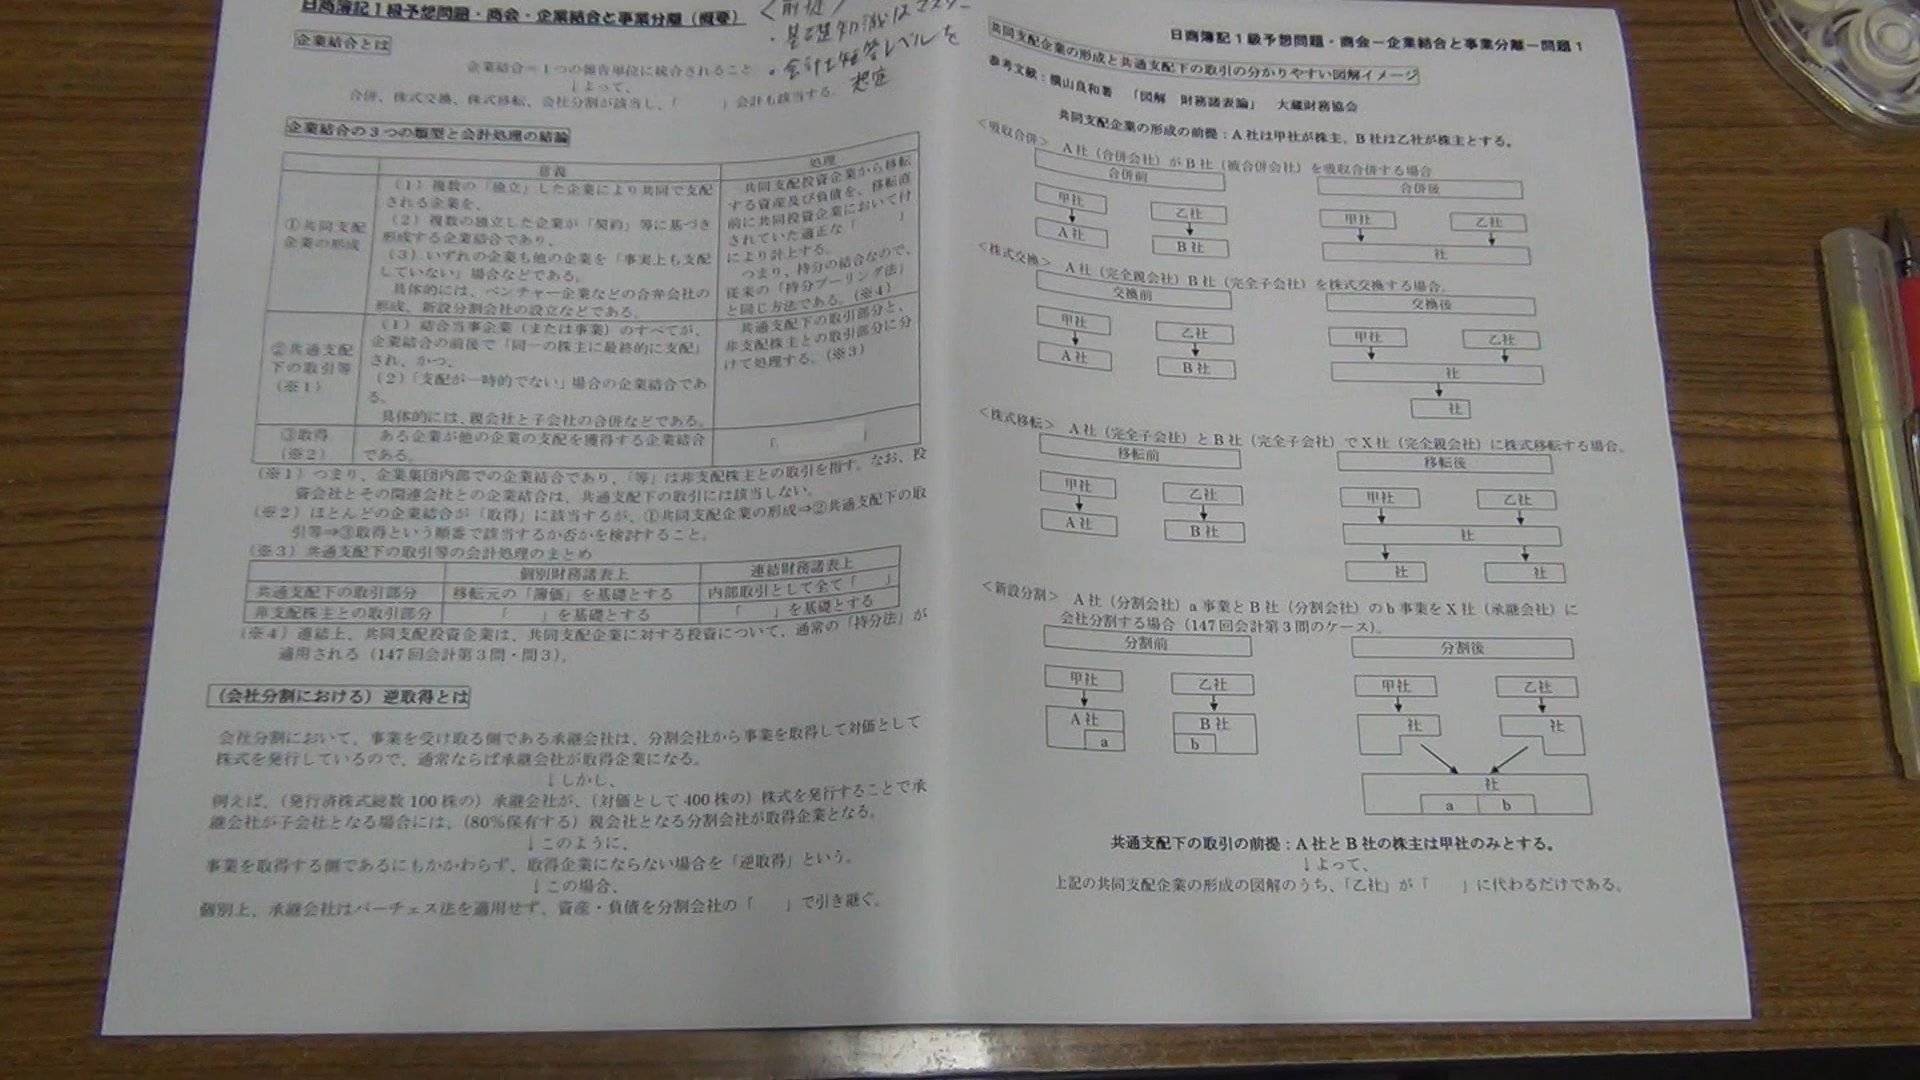 日商簿記1級予想問題・商会・企業結合と事業分離(概要)
<前提>
・基礎知識はマスター
・会計士短答レベルを
想定
企業結合とは
企業結合=1つの報告単位に統合されること
↓よって、
合併、株式交換、株式移転、会社分割が該当し、「　　」会計も該当する。
企業結合の3つの類型と会計処理の結論
意義　処理
①共同支配
企業の形成
(1)複数の「独立」した企業により共同で支配
される企業を、
(2)複数の独立した企業が「契約」等に基づき
形成する企業結合であり、
(3)いずれの企業も他の企業を「事実上も支配
していない」場合などである。
具体的には、ベンチャー企業などの合弁会社の
形成、新設分割会社の設立などである。
共同支配投資企業から移転
する資産及び負債を、移転直
前に共同投資企業において付
されていた適正な「　　」
により計上する。
つまり、持分の結合なので、
従来の「持分プーリング法」
と同じ方法である。(※4)
②共通支配
下の取引等
(※1)
(1)結合当事企業(または事業)のすべてが、
企業結合の前後で「同一の株主に最終的に支配」
され、かつ、
(2)「支配が一時的でない」場合の企業結合であ
る。
具体的には、親会社と子会社の合併などである。
共通支配下の取引部分と、
非支配株主との取引部分に分
けて処理する。(※3)
③取得
(※2)
ある企業が他の企業の支配を獲得する企業結合
である。
「　　」
(※1)つまり、企業集団内部での企業結合であり、「等」は非支配株主との取引を指す。なお、投
資会社とその関連会社との企業結合は、共通支配下の取引には該当しない。
(※2)ほとんどの企業結合が「取得」に該当するが、①共同支配企業の形成⇒②共通支配下の取
引等⇒③取得という順番で該当するか否かを検討すること。
(※3)共通支配下の取引等の会計処理のまとめ
個別財務諸表上　連結財務諸表上
共通支配下の取引部分　移転元の「簿価」を基礎とする　内部取引として全て「　　」
非支配株主との取引部分　「　　」を基礎とする　「　　」を基礎とする
(※4)連結上、共同支配投資企業は、共同支配企業に対する投資について、通常の「持分法」が
適用される(147回会計第3問・問3)。
(会社分割における)逆取得とは
会社分割において、事業を受け取る側である承継会社は、分割会社から事業を取得して対価として
株式を発行しているので、通常ならば承継会社が取得企業になる。
↓しかし、
例えば、(発行済株式総数100株の)承継会社が、(対価として400株の)株式を発行することで承
継会社が子会社となる場合には、(80%保有する)親会社となる分割会社が取得企業となる。
↓このように、
事業を取得する側であるにもかかわらず、取得企業にならない場合を「逆取得」という。
↓この場合、
個別上、承継会社はパーチェス法を適用せず、資産・負債を分割会社の「　　」で引き継ぐ。
日商簿記1級予想問題・商会-企業結合と事業分離-問題1
共同支配企業の形成と共通支配下の取引の分かりやすい図解イメージ
参考文献:横山良和著　「図解　財務諸表論」　大蔵財務協会
共同支配企業の形成の前提:A社は甲社が株主、B社は乙社が株主とする。
<吸収合併>　A社(合併会社)がB社(被合併会社)を吸収合併する場合
合併前　合併後
甲社　乙社　甲社　乙社
A社　B社　社
<株式交換>　A社(完全親会社)B社(完全子会社)を株式交換する場合。
交換前　交換後
甲社　乙社　甲社　乙社
A社　B社　社
社
<株式移転>　A社(完全子会社)とB社(完全子会社)でX社(完全親会社)に株式移転する場合。
移転前　移転後
甲社　乙社　甲社　乙社
A社　B社　社
社　社
<新設分割>　A社(分割会社)a事業とB社(分割会社)のb事業をX社(承継会社)に
会社分割する場合(147回会計第3問のケース)。
分割前　分割後
甲社　乙社　甲社　乙社
A社　B社　社　社
a　b
社
a　b
共通支配下の取引の前提:A社とB社の株主は甲社のみとする。
↓よって、
上記の共同支配企業の形成の図解のうち、「乙社」が「　　」に代わるだけである。